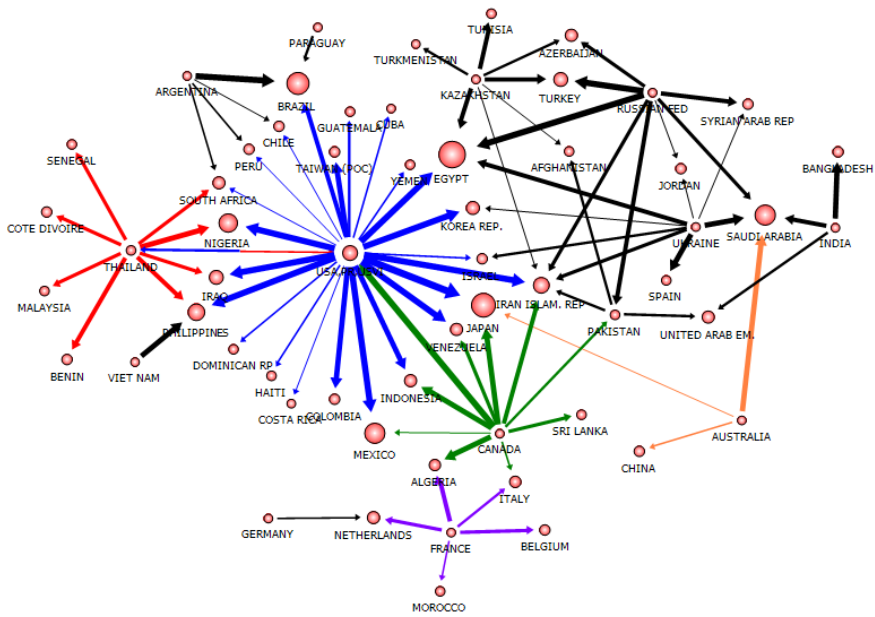 TUNISIA
PARAGUAY
AZERBAIJAN
TURKMENISTAN
ARGENTINA
KAZAKHSTAN
TURKEY
BRAZIL
RUSSIAN FED
GUATEMALA
CUBA
SYRIAN ARAB REP
CHILE
SENEGAL
PERU
TAIWAN (POC)
YEMEN
EGYPT
AFGHANISTAN
BANGLADESH
JORDAN
SOUTH AFRICA
COTE DIVOIRE
NIGERIA
KOREA REP.
UKRAINE
SAUDI ARABIA
INDIA
THAILAND
ISRAEL
SPAIN
MALAYSIA
IRAQ
IRAN ISLAM. REP
PHILIPPINES
JAPAN
PAKISTAN
UNITED ARAB EM.
VENEZUELA
BENIN
VIET NAM
DOMINICAN RP
HAITI
INDONESIA
COSTA RICA
COLOMBIA
SRI LANKA
AUSTRALIA
MEXICO
CANADA
CHINA
ALGERIA
ITALY
GERMANY
NETHERLANDS
FRANCE
BELGIUM
MOROCCO